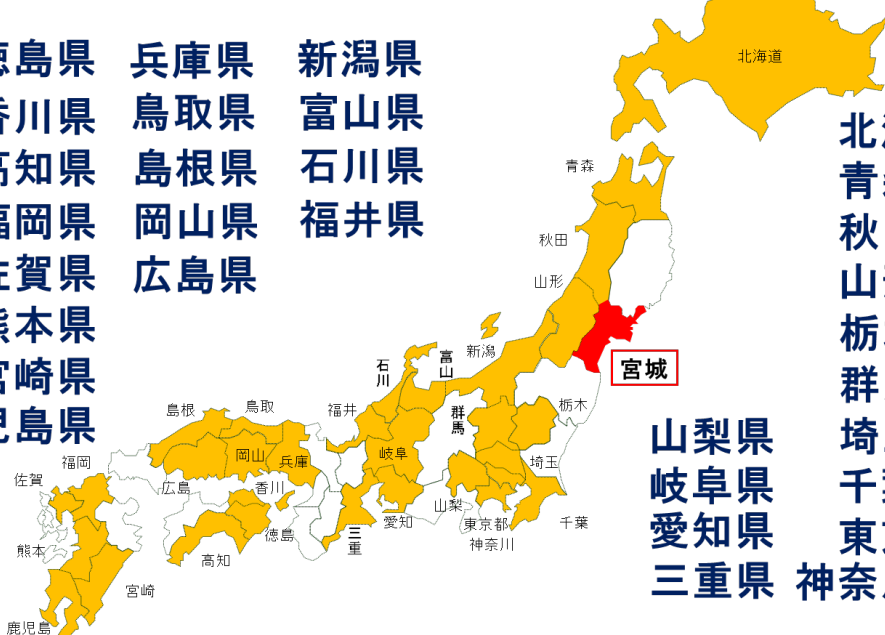 島県
川県
知県
岡県
賀県
本県
崎県
島県
兵庫県
鳥取県
島根県
岡山県
広島県
新潟県
富山県
石川県
福井県
北海道
青森
秋田
山形
新潟
富山
石川
宮城
群馬
栃木
福井
鳥取
島根
岡山
兵庫
岐阜
埼玉
福岡
佐賀
広島
香川
山梨
愛知
三重
東京都
千葉
神奈川
徳島
高知
熊本
宮崎
鹿児島
北
青
秋
山
栃
群
埼
千
東
神奈
山梨県
岐阜県
愛知県
三重県